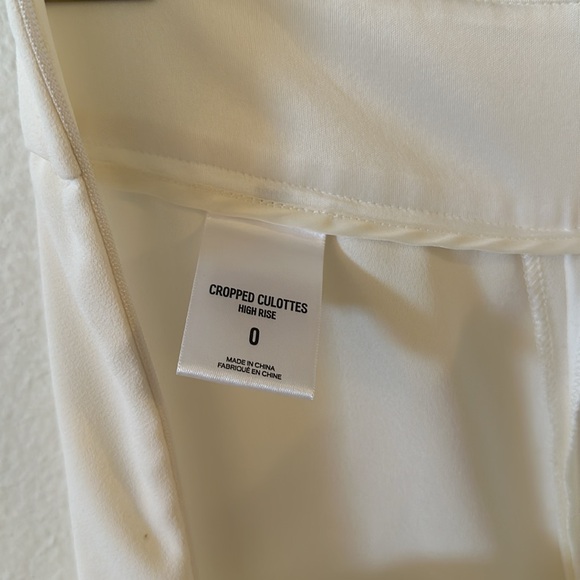 CROPPED CULOTTES
HIGH RISE
0
MADE IN CHINA
FABRIQUÉ EN CHINE